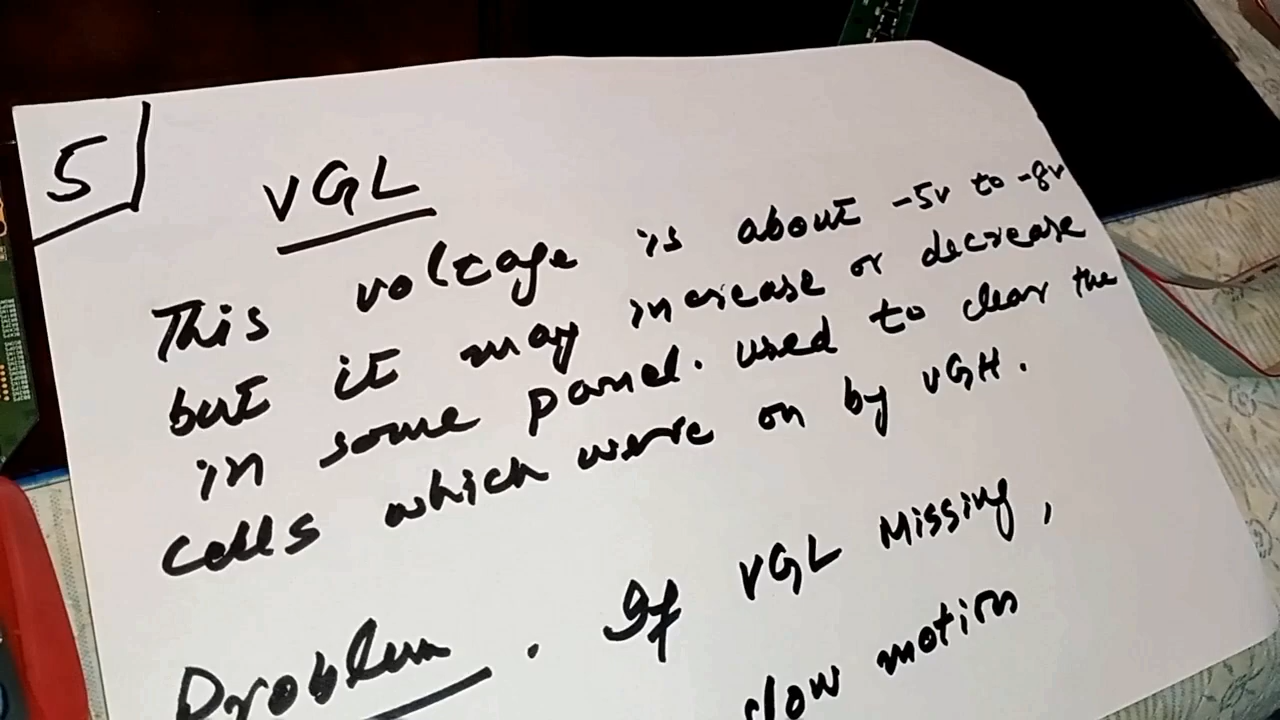 5
VGL
This voltage is about -5v to -8v
but it may increase or decrease
in some panel. used to clear the
cells which were on by VGH.
Problem. If VGL Missing,
slow motion